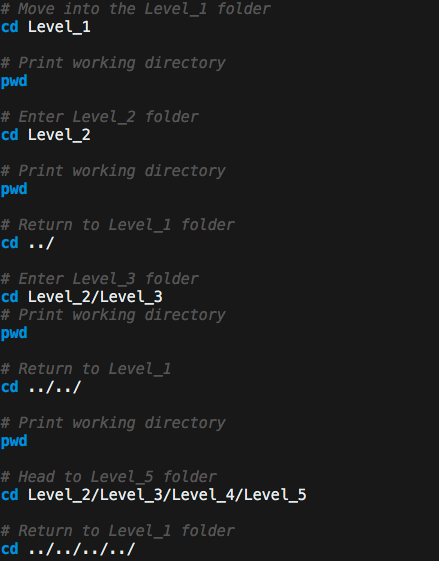 # Move into the Level_1 folder
cd Level_1
# Print working directory
pwd
# Enter Level_2 folder
cd Level_2
# Print working directory
pwd
# Return to Level_1 folder
cd ../
# Enter Level_3 folder
cd Level_2/Level_3
# Print working directory
pwd
# Return to Level_1
cd ../../
# Print working directory
pwd
# Head to Level_5 folder
cd Level_2/Level_3/Level_4/Level_5
# Return to Level_1 folder
cd ../../../../